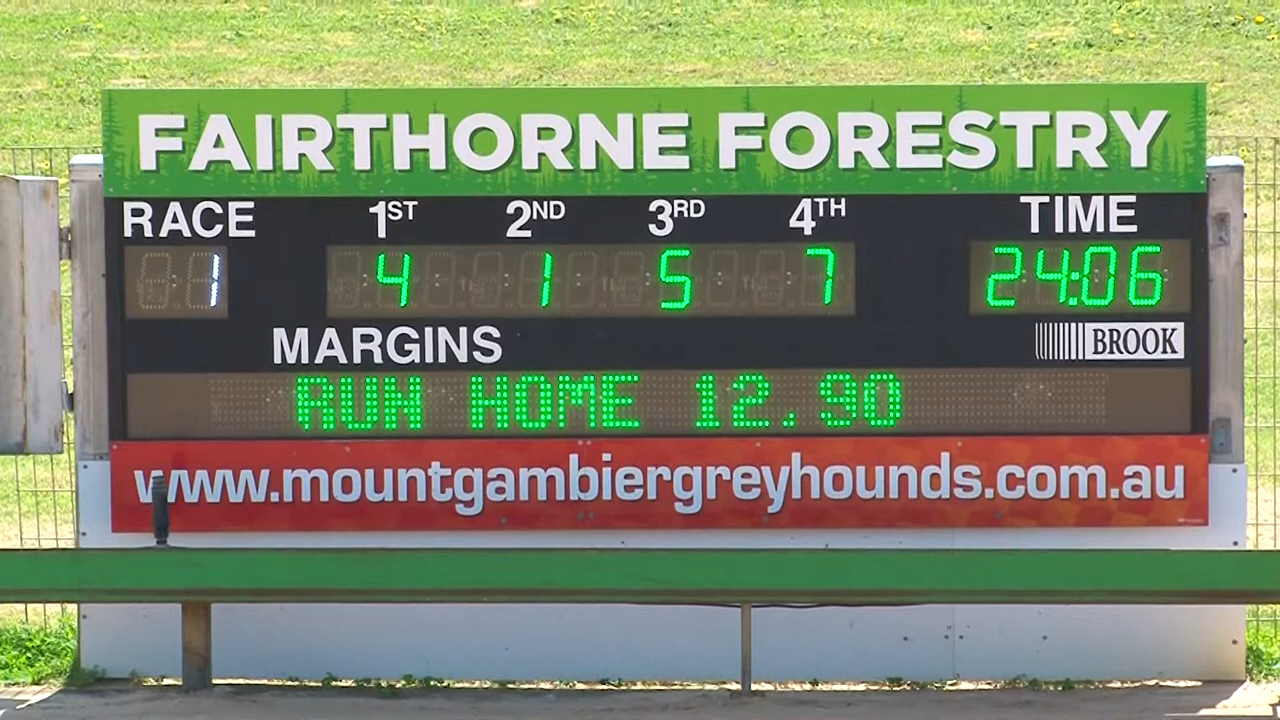 FAIRTHORNE FORESTRY
RACE 1ST 2ND 3RD 4TH TIME
1 4 1 5 7 24:06
MARGINS BROOK
RUN HOME 12.90
www.mountgambiergreyhounds.com.au